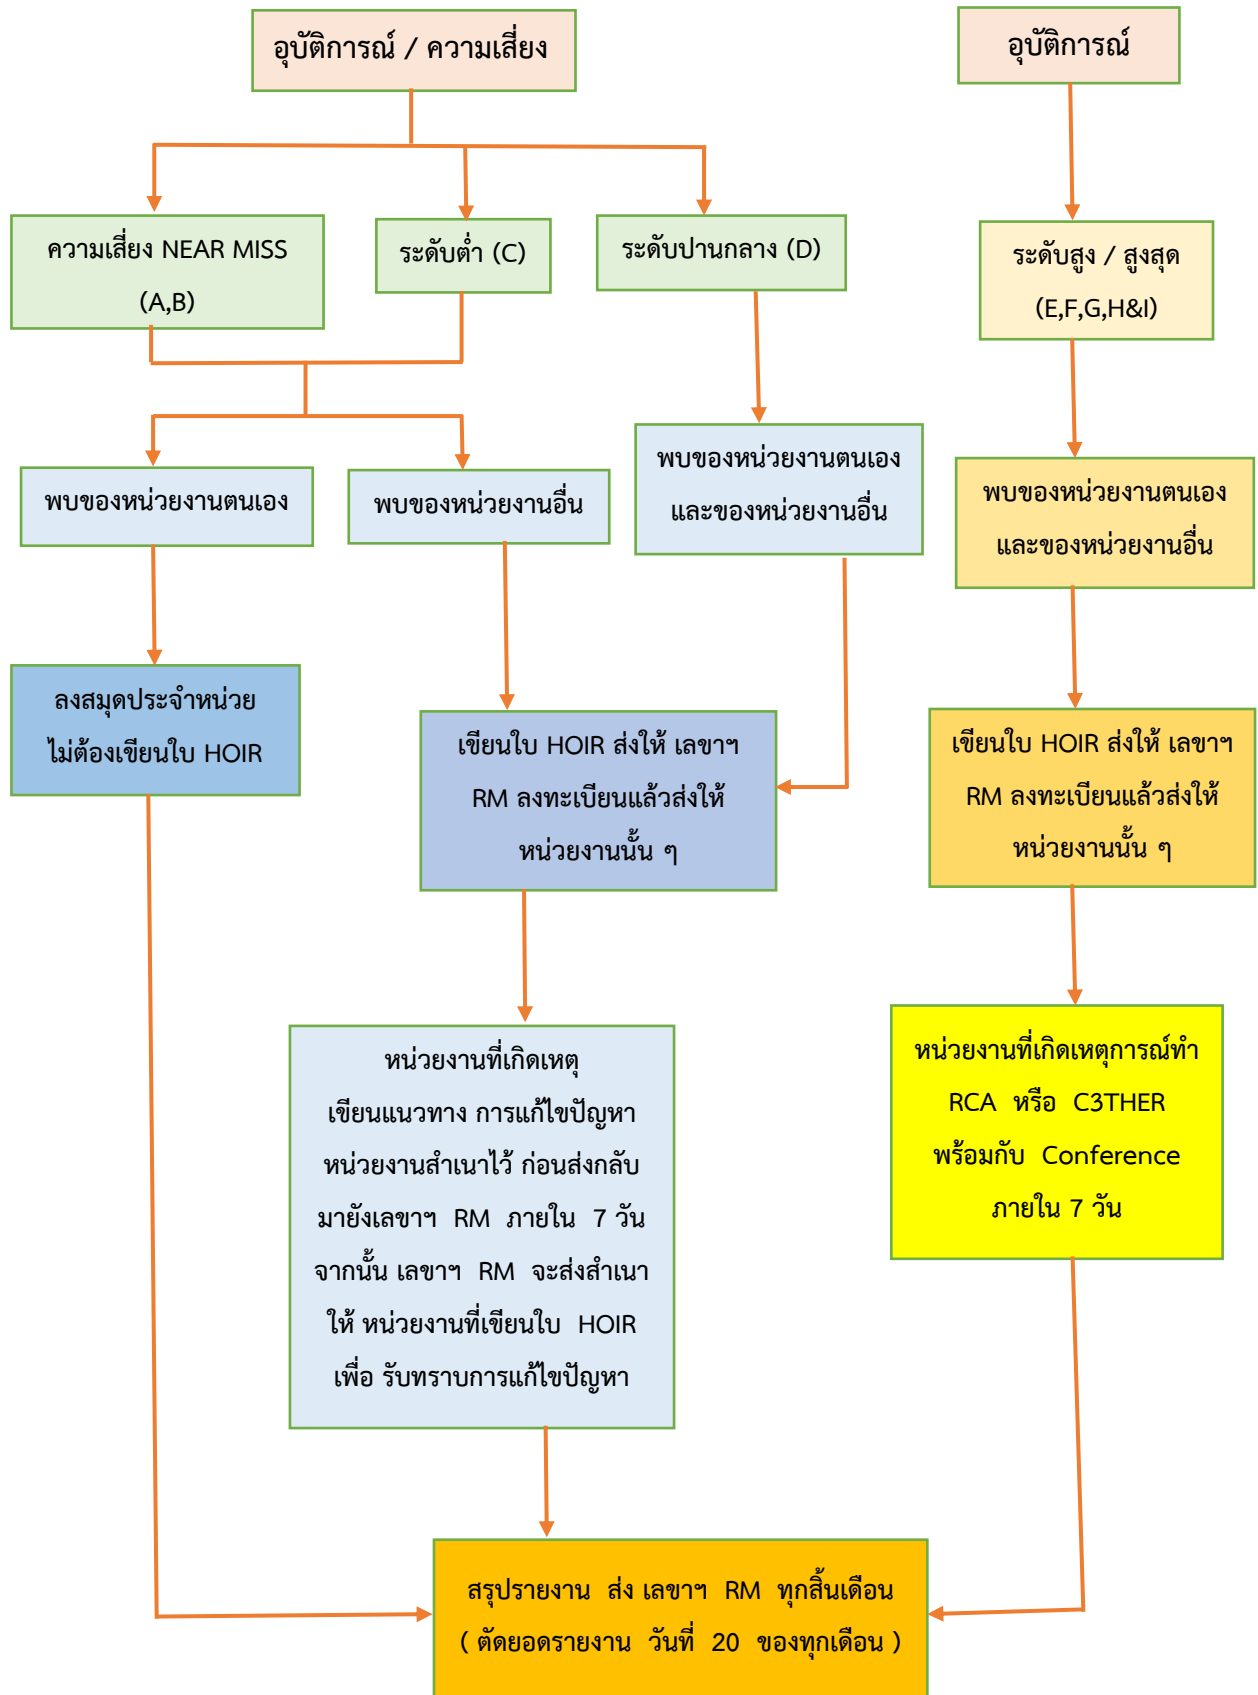 อุบัติการณ์ / ความเสี่ยง
อุบัติการณ์
ความเสี่ยง NEAR MISS
(A,B)
ระดับต่ำ (C)
ระดับปานกลาง (D)
ระดับสูง / สูงสุด
(E,F,G,H&I)
พบของหน่วยงานตนเอง
พบของหน่วยงานอื่น
พบของหน่วยงานตนเอง
และของหน่วยงานอื่น
พบของหน่วยงานตนเอง
และของหน่วยงานอื่น
ลงสมุดประจำหน่วย
ไม่ต้องเขียนใบ HOIR
เขียนใบ HOIR ส่งให้ เลขาฯ
RM ลงทะเบียนแล้วส่งให้
หน่วยงานนั้น ๆ
เขียนใบ HOIR ส่งให้ เลขาฯ
RM ลงทะเบียนแล้วส่งให้
หน่วยงานนั้น ๆ
หน่วยงานที่เกิดเหตุ
เขียนแนวทาง การแก้ไขปัญหา
หน่วยงานสำเนาไว้ ก่อนส่งกลับ
มายังเลขาฯ RM ภายใน 7 วัน
จากนั้น เลขาฯ RM จะส่งสำเนา
ให้ หน่วยงานที่เขียนใบ HOIR
เพื่อ รับทราบการแก้ไขปัญหา
หน่วยงานที่เกิดเหตุการณ์ทำ
RCA หรือ C3THER
พร้อมกับ Conference
ภายใน 7 วัน
สรุปรายงาน ส่ง เลขาฯ RM ทุกสิ้นเดือน
( ตัดยอดรายงาน วันที่ 20 ของทุกเดือน )